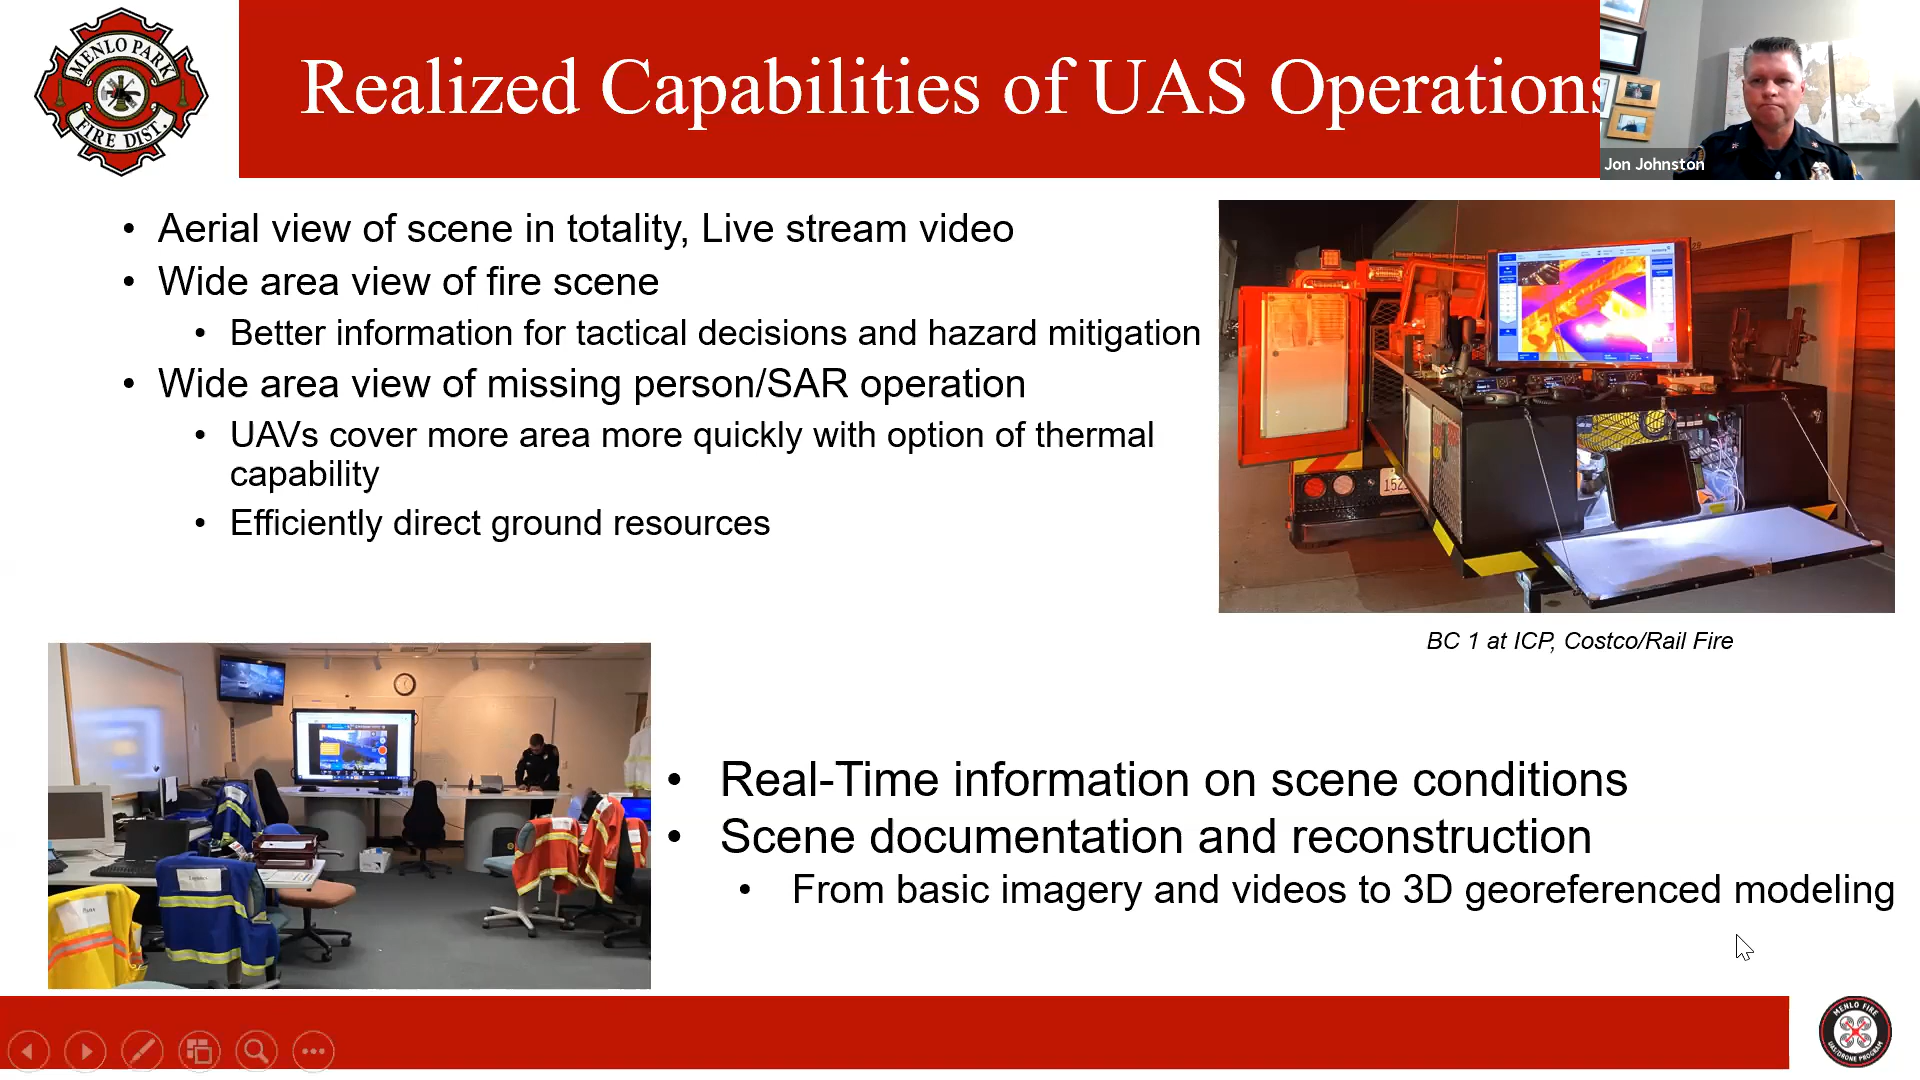 MENLO PARK
FIRE DIST.
Realized Capabilities of UAS Operations
Jon Johnston
• Aerial view of scene in totality, Live stream video
• Wide area view of fire scene
• Better information for tactical decisions and hazard mitigation
• Wide area view of missing person/SAR operation
• UAVs cover more area more quickly with option of thermal
capability
• Efficiently direct ground resources
BC 1 at ICP, Costco/Rail Fire
• Real-Time information on scene conditions
• Scene documentation and reconstruction
• From basic imagery and videos to 3D georeferenced modeling
MENLO FIRE
UAS/DRONE PROGRAM